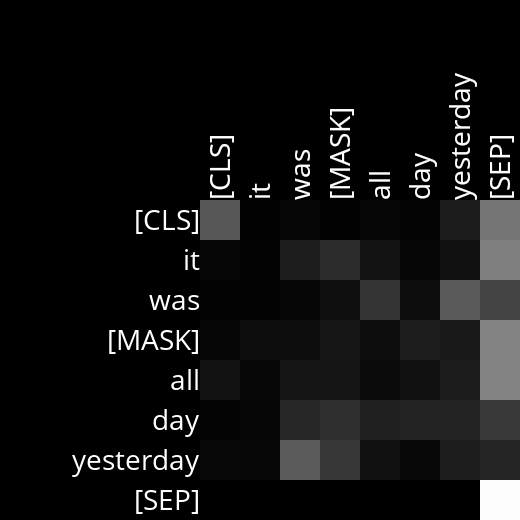 [CLS] it was [MASK] all day yesterday [SEP]
[CLS]
it
was
[MASK]
all
day
yesterday
[SEP]